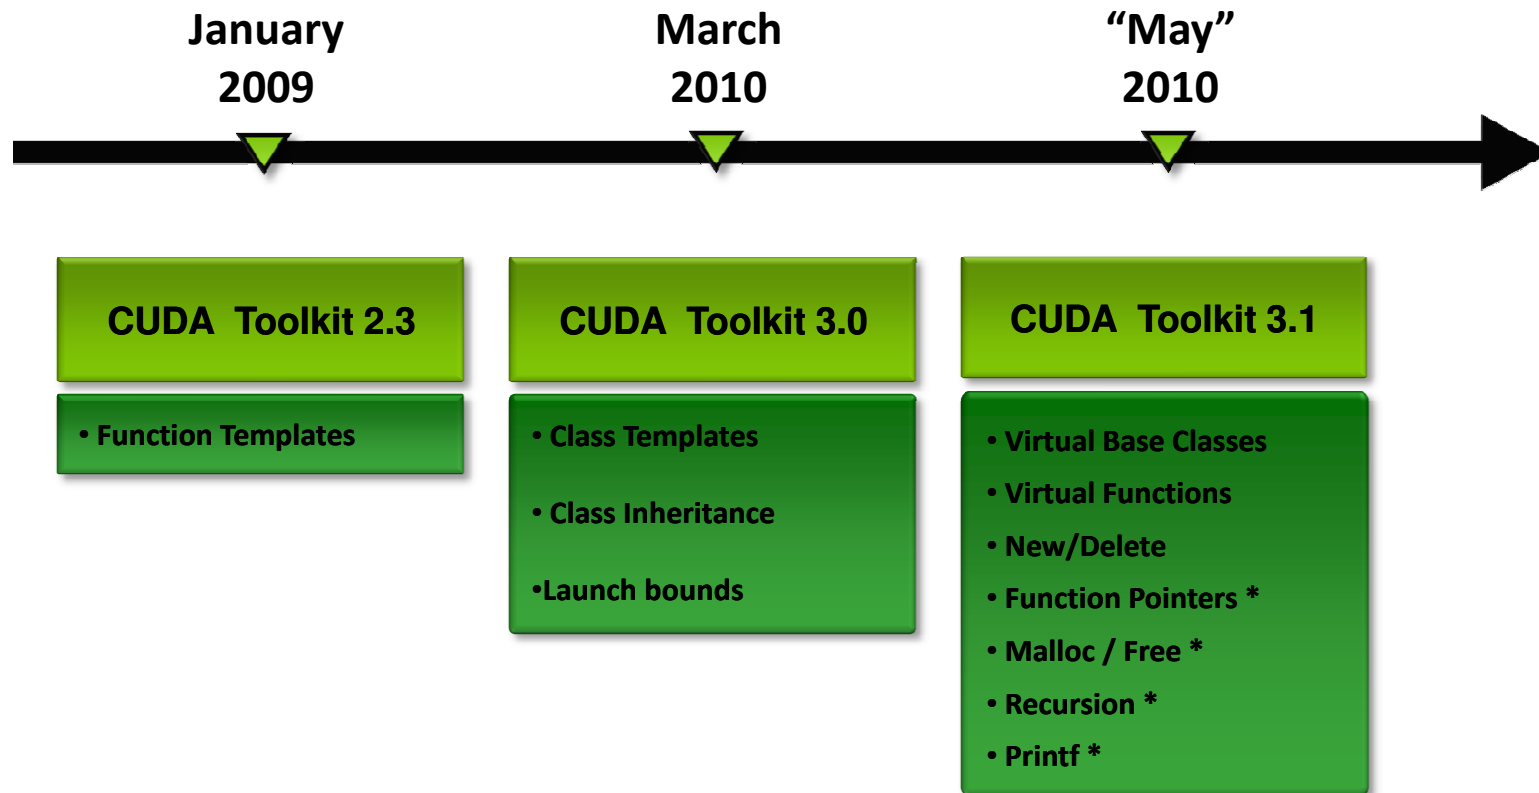 January
2009
March
2010
“May”
2010
CUDA Toolkit 2.3
• Function Templates
CUDA Toolkit 3.0
• Class Templates
• Class Inheritance
•Launch bounds
CUDA Toolkit 3.1
• Virtual Base Classes
• Virtual Functions
• New/Delete
• Function Pointers *
• Malloc / Free *
• Recursion *
• Printf *